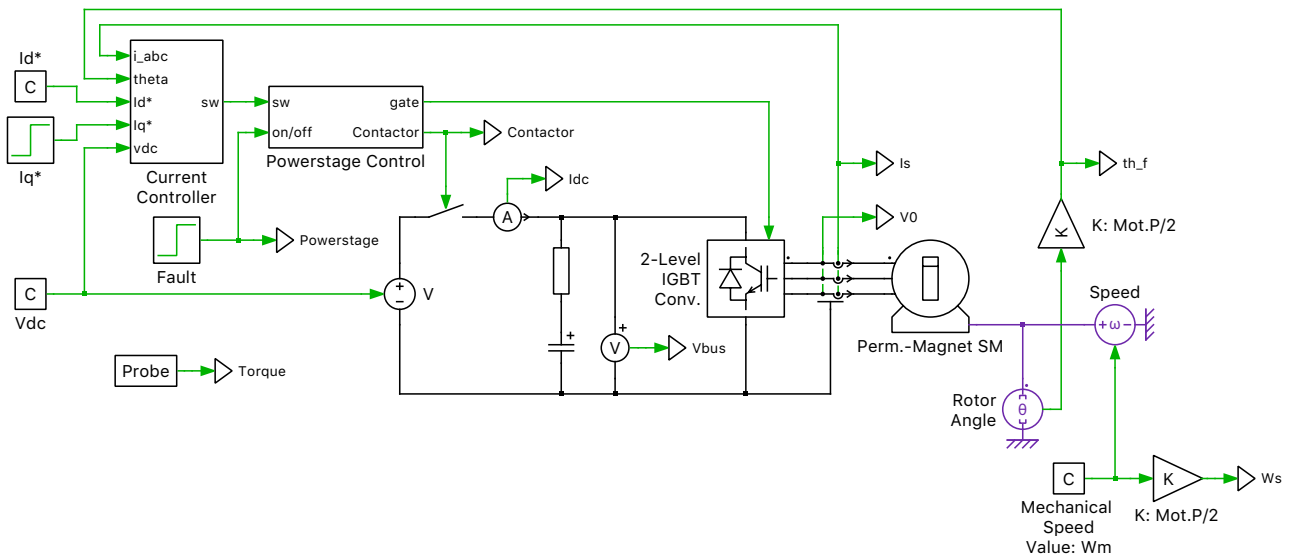 Id*
C
Iq*
i_abc
theta
Id*
Iq*
vdc
sw
Current
Controller
sw
on/off
gate
Contactor
Powerstage Control
Contactor
Idc
A
Is
V0
th_f
K
K: Mot.P/2
Fault
Powerstage
C
Vdc
+
−
V
+
+
V
Vbus
2-Level
IGBT
Conv.
Perm.-Magnet SM
Speed
+ω−
Rotor
Angle
θ
Probe
Torque
C
Mechanical
Speed
Value: Wm
K
K: Mot.P/2
Ws